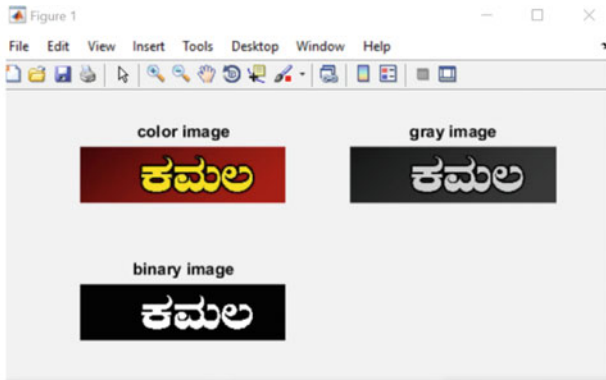 Figure 1
File Edit View Insert Tools Desktop Window Help
color image
gray image
ಕಮಲ
ಕಮಲ
binary image
ಕಮಲ